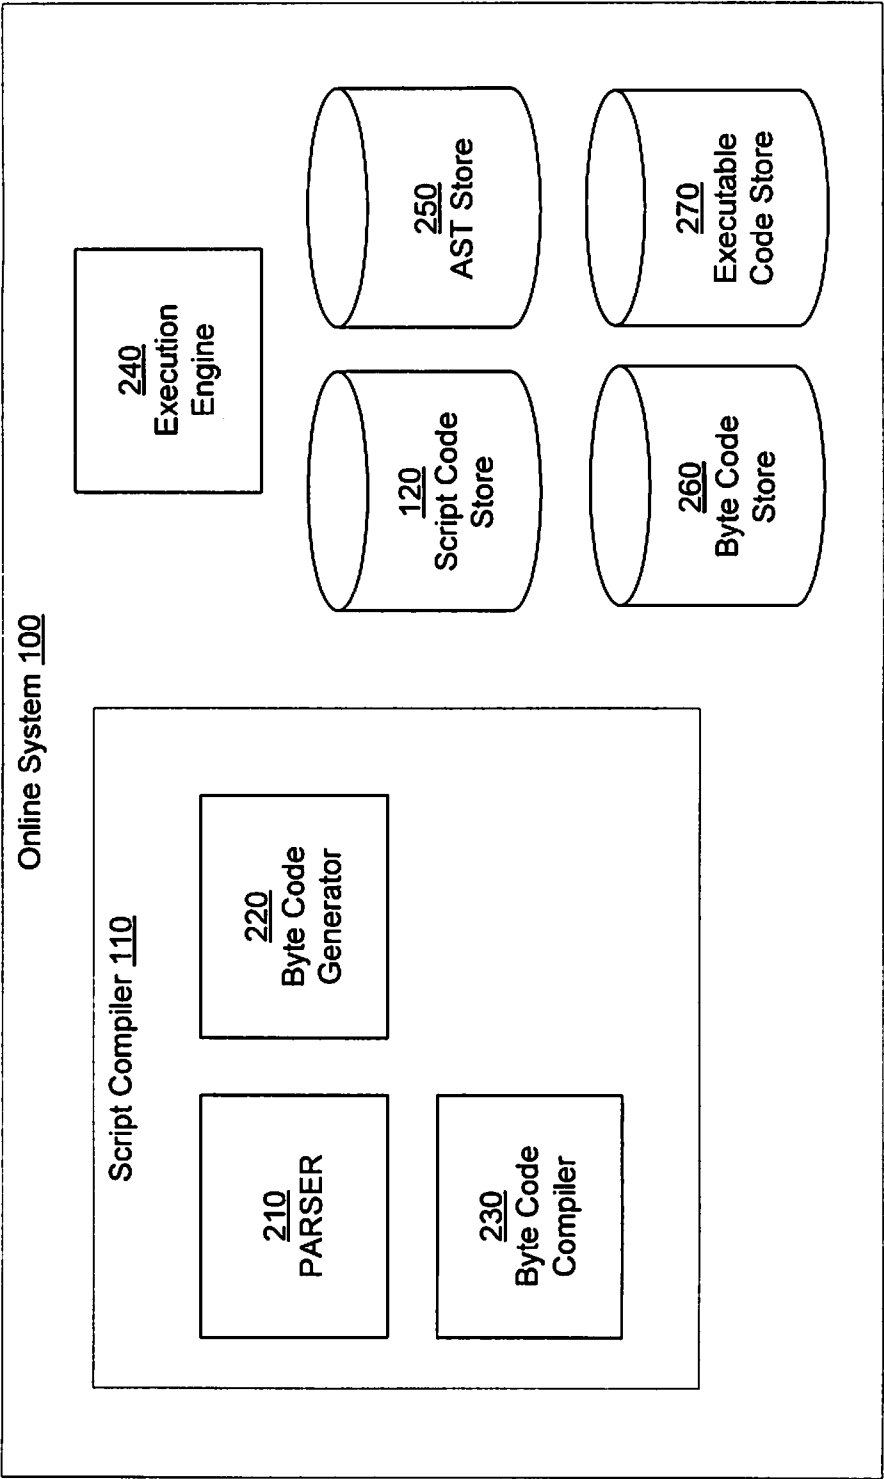 Online System 100
Script Compiler 110
210
PARSER
220
Byte Code
Generator
230
Byte Code
Compiler
240
Execution
Engine
120
Script Code
Store
250
AST Store
260
Byte Code
Store
270
Executable
Code Store